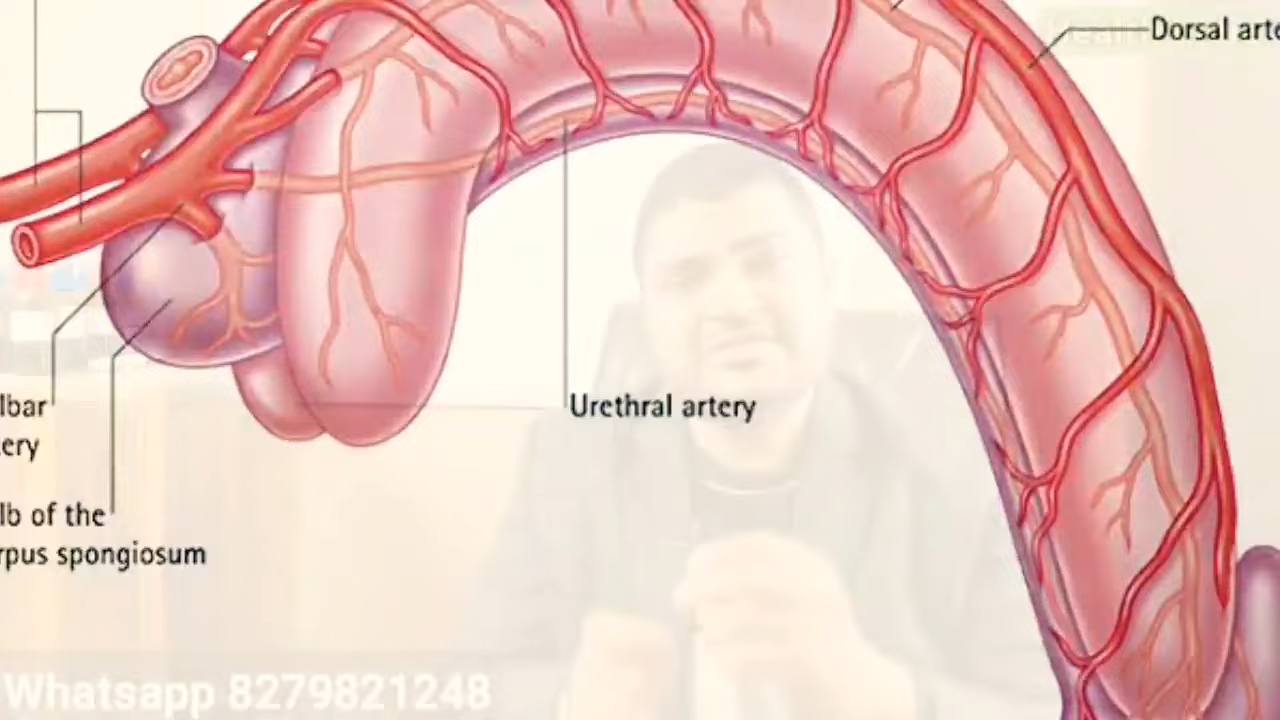 Dorsal arte
Urethral artery
lbar
ery
lb of the
rpus spongiosum
Whatsapp 8279821248